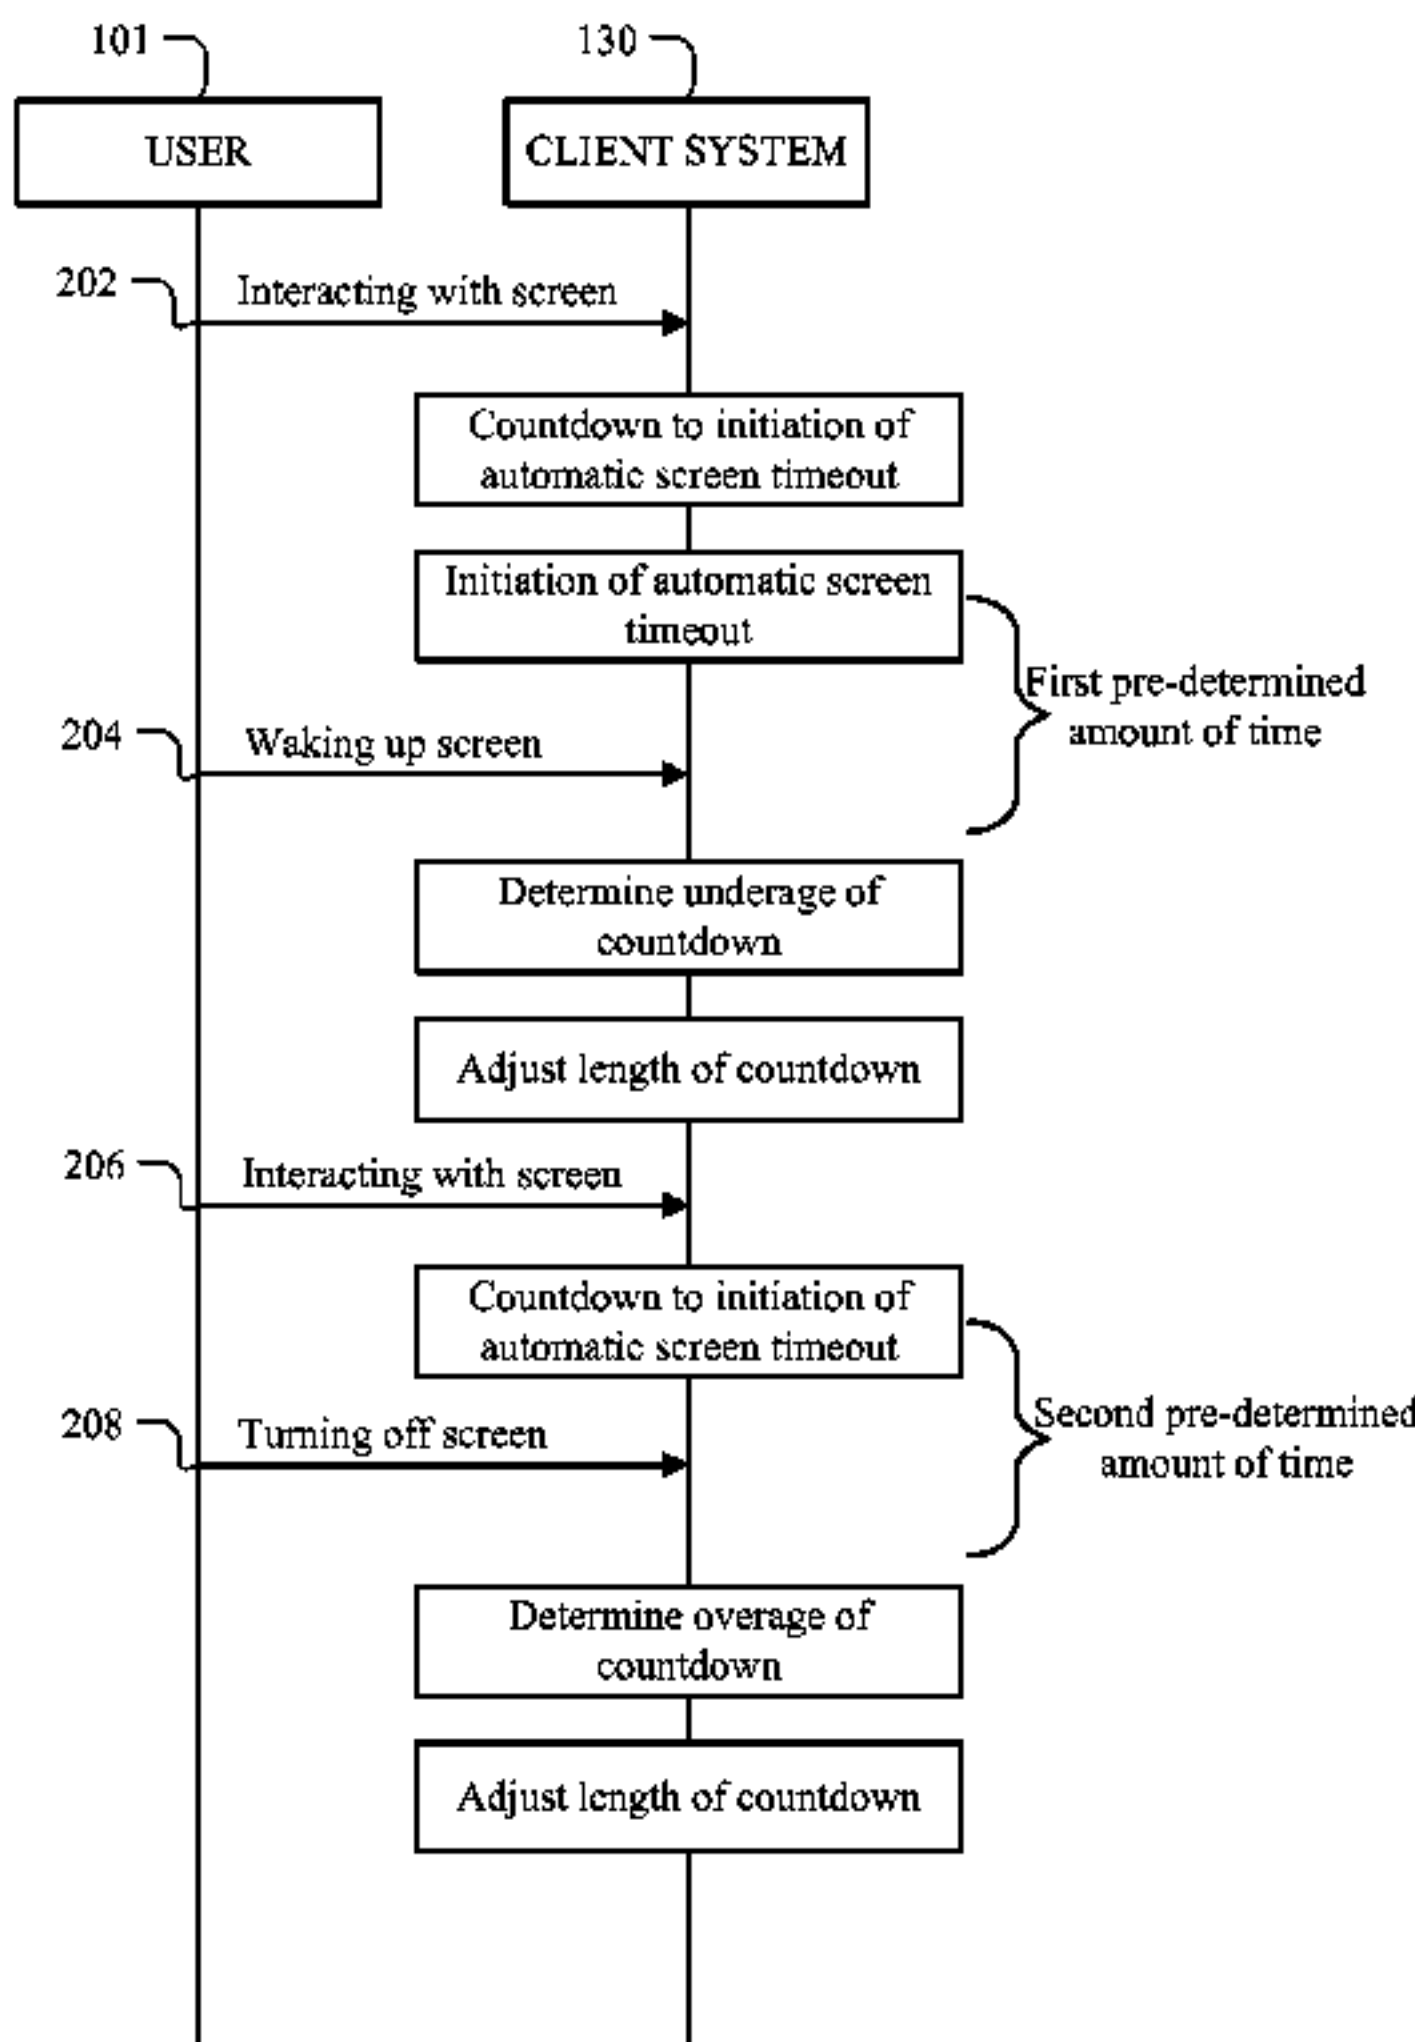 101
130
USER
CLIENT SYSTEM
202
Interacting with screen
Countdown to initiation of
automatic screen timeout
Initiation of automatic screen
timeout
First pre-determined
amount of time
204
Waking up screen
Determine underage of
countdown
Adjust length of countdown
206
Interacting with screen
Countdown to initiation of
automatic screen timeout
Second pre-determined
amount of time
208
Turning off screen
Determine overage of
countdown
Adjust length of countdown